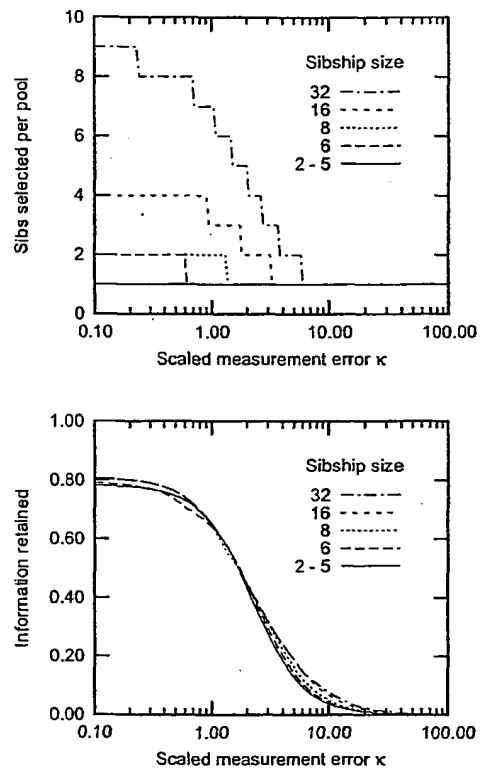 10
8
6
4
2
0
Sibs selected per pool
Sibship size
32
16
8
6
2 - 5
0.10 1.00 10.00 100.00
Scaled measurement error κ
1.00
0.80
0.60
0.40
0.20
0.00
Information retained
Sibship size
32
16
8
6
2 - 5
0.10 1.00 10.00 100.00
Scaled measurement error κ